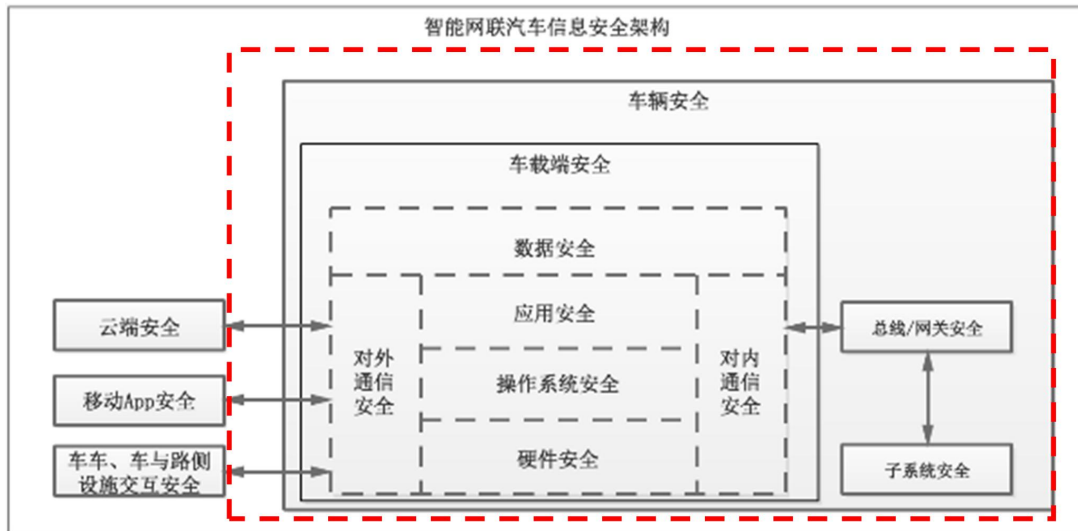 智能网联汽车信息安全架构
车辆安全
车载端安全
数据安全
云端安全
移动App安全
车车、车与路侧
设施交互安全
对外
通信
安全
应用安全
操作系统安全
硬件安全
对内
通信
安全
总线/网关安全
子系统安全